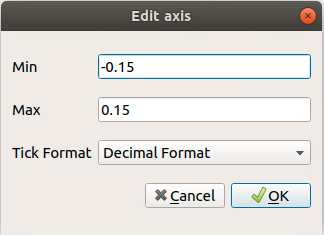 Edit axis
Min -0.15
Max 0.15
Tick Format Decimal Format
Cancel OK